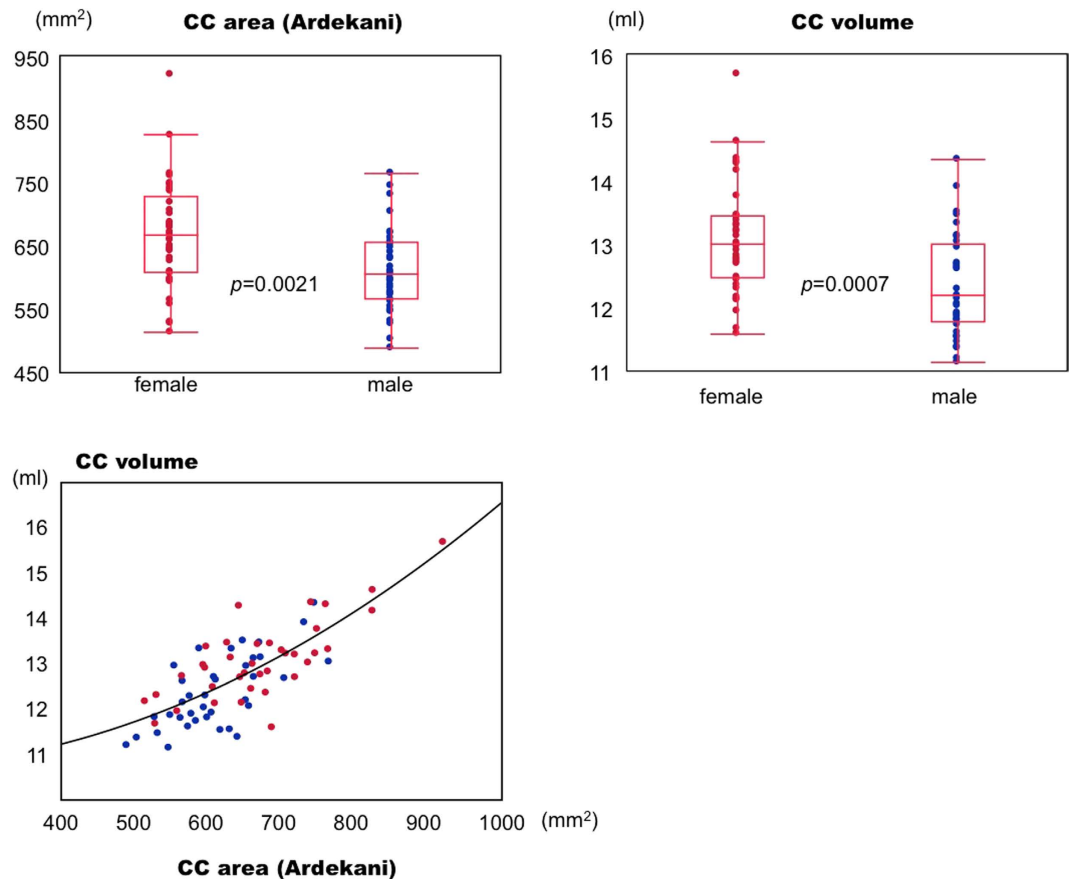 (mm²) CC area (Ardekani)
950
850
750
650
550
450
p=0.0021
female male
(ml) CC volume
16
15
14
13
12
11
p=0.0007
female male
CC volume
(ml)
16
15
14
13
12
11
400 500 600 700 800 900 1000 (mm²)
CC area (Ardekani)